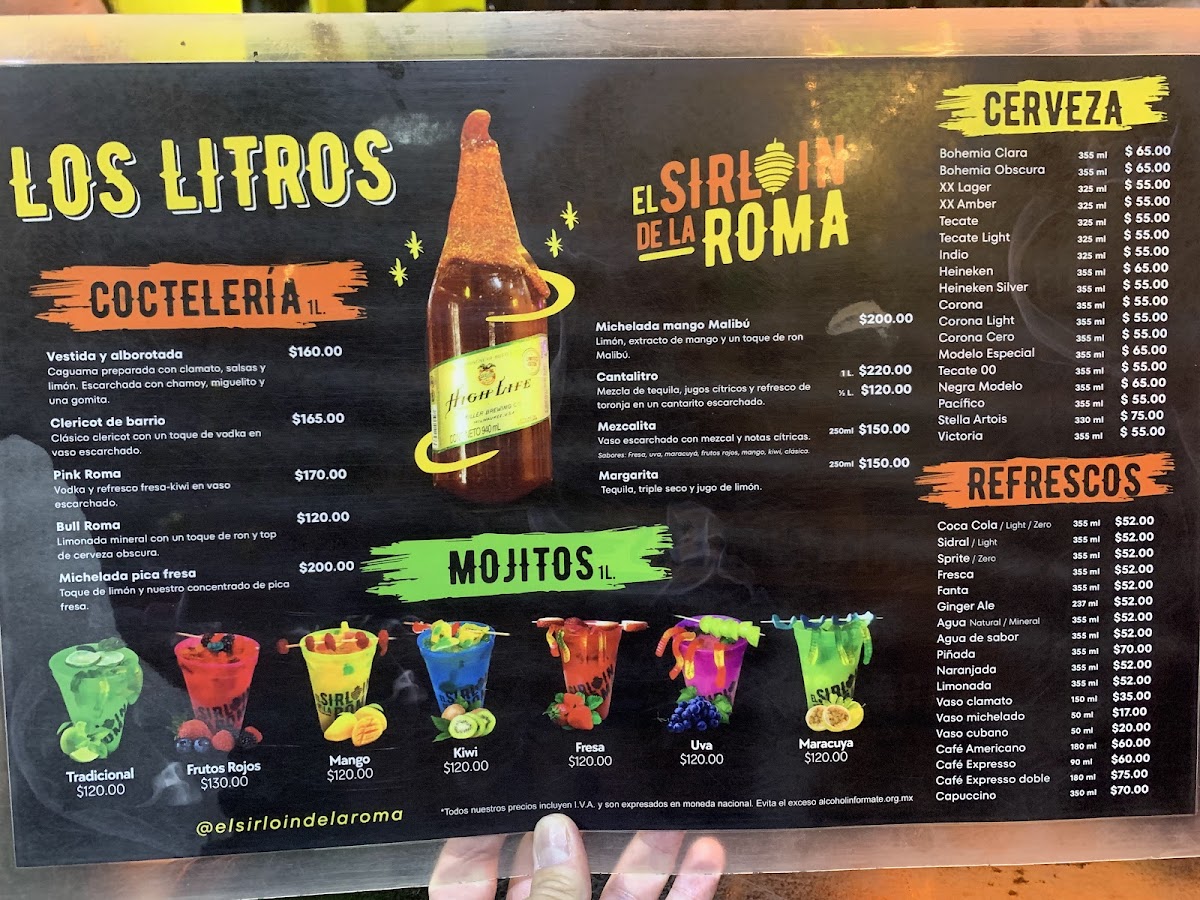 LOS LITROS
COCTELERÍA 1L.
Vestida y alborotada $160.00
Caguama preparada con clamato, salsas y
limón. Escarchada con chamoy, miguelito y
una gomita.
Clericot de barrio $165.00
Clásico clericot con un toque de vodka en
vaso escarchado.
Pink Roma $170.00
Vodka y refresco fresa-kiwi en vaso
escarchado.
Bull Roma $120.00
Limonada mineral con un toque de ron y top
de cerveza obscura.
Michelada pica fresa $200.00
Toque de limón y nuestro concentrado de pica
fresa.
HIGH LIFE
MILLER BREWING CO.
MILWAUKEE, USA
CONT. NETO 940 mL
EL SIRLOIN
DE LA ROMA
Michelada mango Malibú $200.00
Limón, extracto de mango y un toque de ron
Malibú.
Cantalitro 1 L. $220.00
Mezcla de tequila, jugos cítricos y refresco de ½ L. $120.00
toronja en un cantarito escarchado.
Mezcalita 250ml $150.00
Vaso escarchado con mezcal y notas cítricas.
Sabores: Fresa, uva, maracuyá, frutos rojos, mango, kiwi, clásica.
Margarita 250ml $150.00
Tequila, triple seco y jugo de limón.
MOJITOS 1L.
Tradicional
$120.00
Frutos Rojos
$130.00
Mango
$120.00
Kiwi
$120.00
Fresa
$120.00
Uva
$120.00
Maracuya
$120.00
@elsirloindelaroma
*Todos nuestros precios incluyen I.V.A. y son expresados en moneda nacional. Evita el exceso alcoholinformate.org.mx
CERVEZA
Bohemia Clara 355 ml $ 65.00
Bohemia Obscura 355 ml $ 65.00
XX Lager 325 ml $ 55.00
XX Amber 325 ml $ 55.00
Tecate 325 ml $ 55.00
Tecate Light 325 ml $ 55.00
Indio 325 ml $ 55.00
Heineken 355 ml $ 65.00
Heineken Silver 355 ml $ 55.00
Corona 355 ml $ 55.00
Corona Light 355 ml $ 55.00
Corona Cero 355 ml $ 55.00
Modelo Especial 355 ml $ 65.00
Tecate 00 355 ml $ 55.00
Negra Modelo 355 ml $ 65.00
Pacífico 355 ml $ 55.00
Stella Artois 330 ml $ 75.00
Victoria 355 ml $ 55.00
REFRESCOS
Coca Cola / Light / Zero 355 ml $52.00
Sidral / Light 355 ml $52.00
Sprite / Zero 355 ml $52.00
Fresca 355 ml $52.00
Fanta 355 ml $52.00
Ginger Ale 237 ml $52.00
Agua Natural / Mineral 355 ml $52.00
Agua de sabor 355 ml $52.00
Piñada 355 ml $70.00
Naranjada 355 ml $52.00
Limonada 355 ml $52.00
Vaso clamato 150 ml $35.00
Vaso michelado 50 ml $17.00
Vaso cubano 50 ml $20.00
Café Americano 180 ml $60.00
Café Expresso 90 ml $60.00
Café Expresso doble 180 ml $75.00
Capuccino 350 ml $70.00